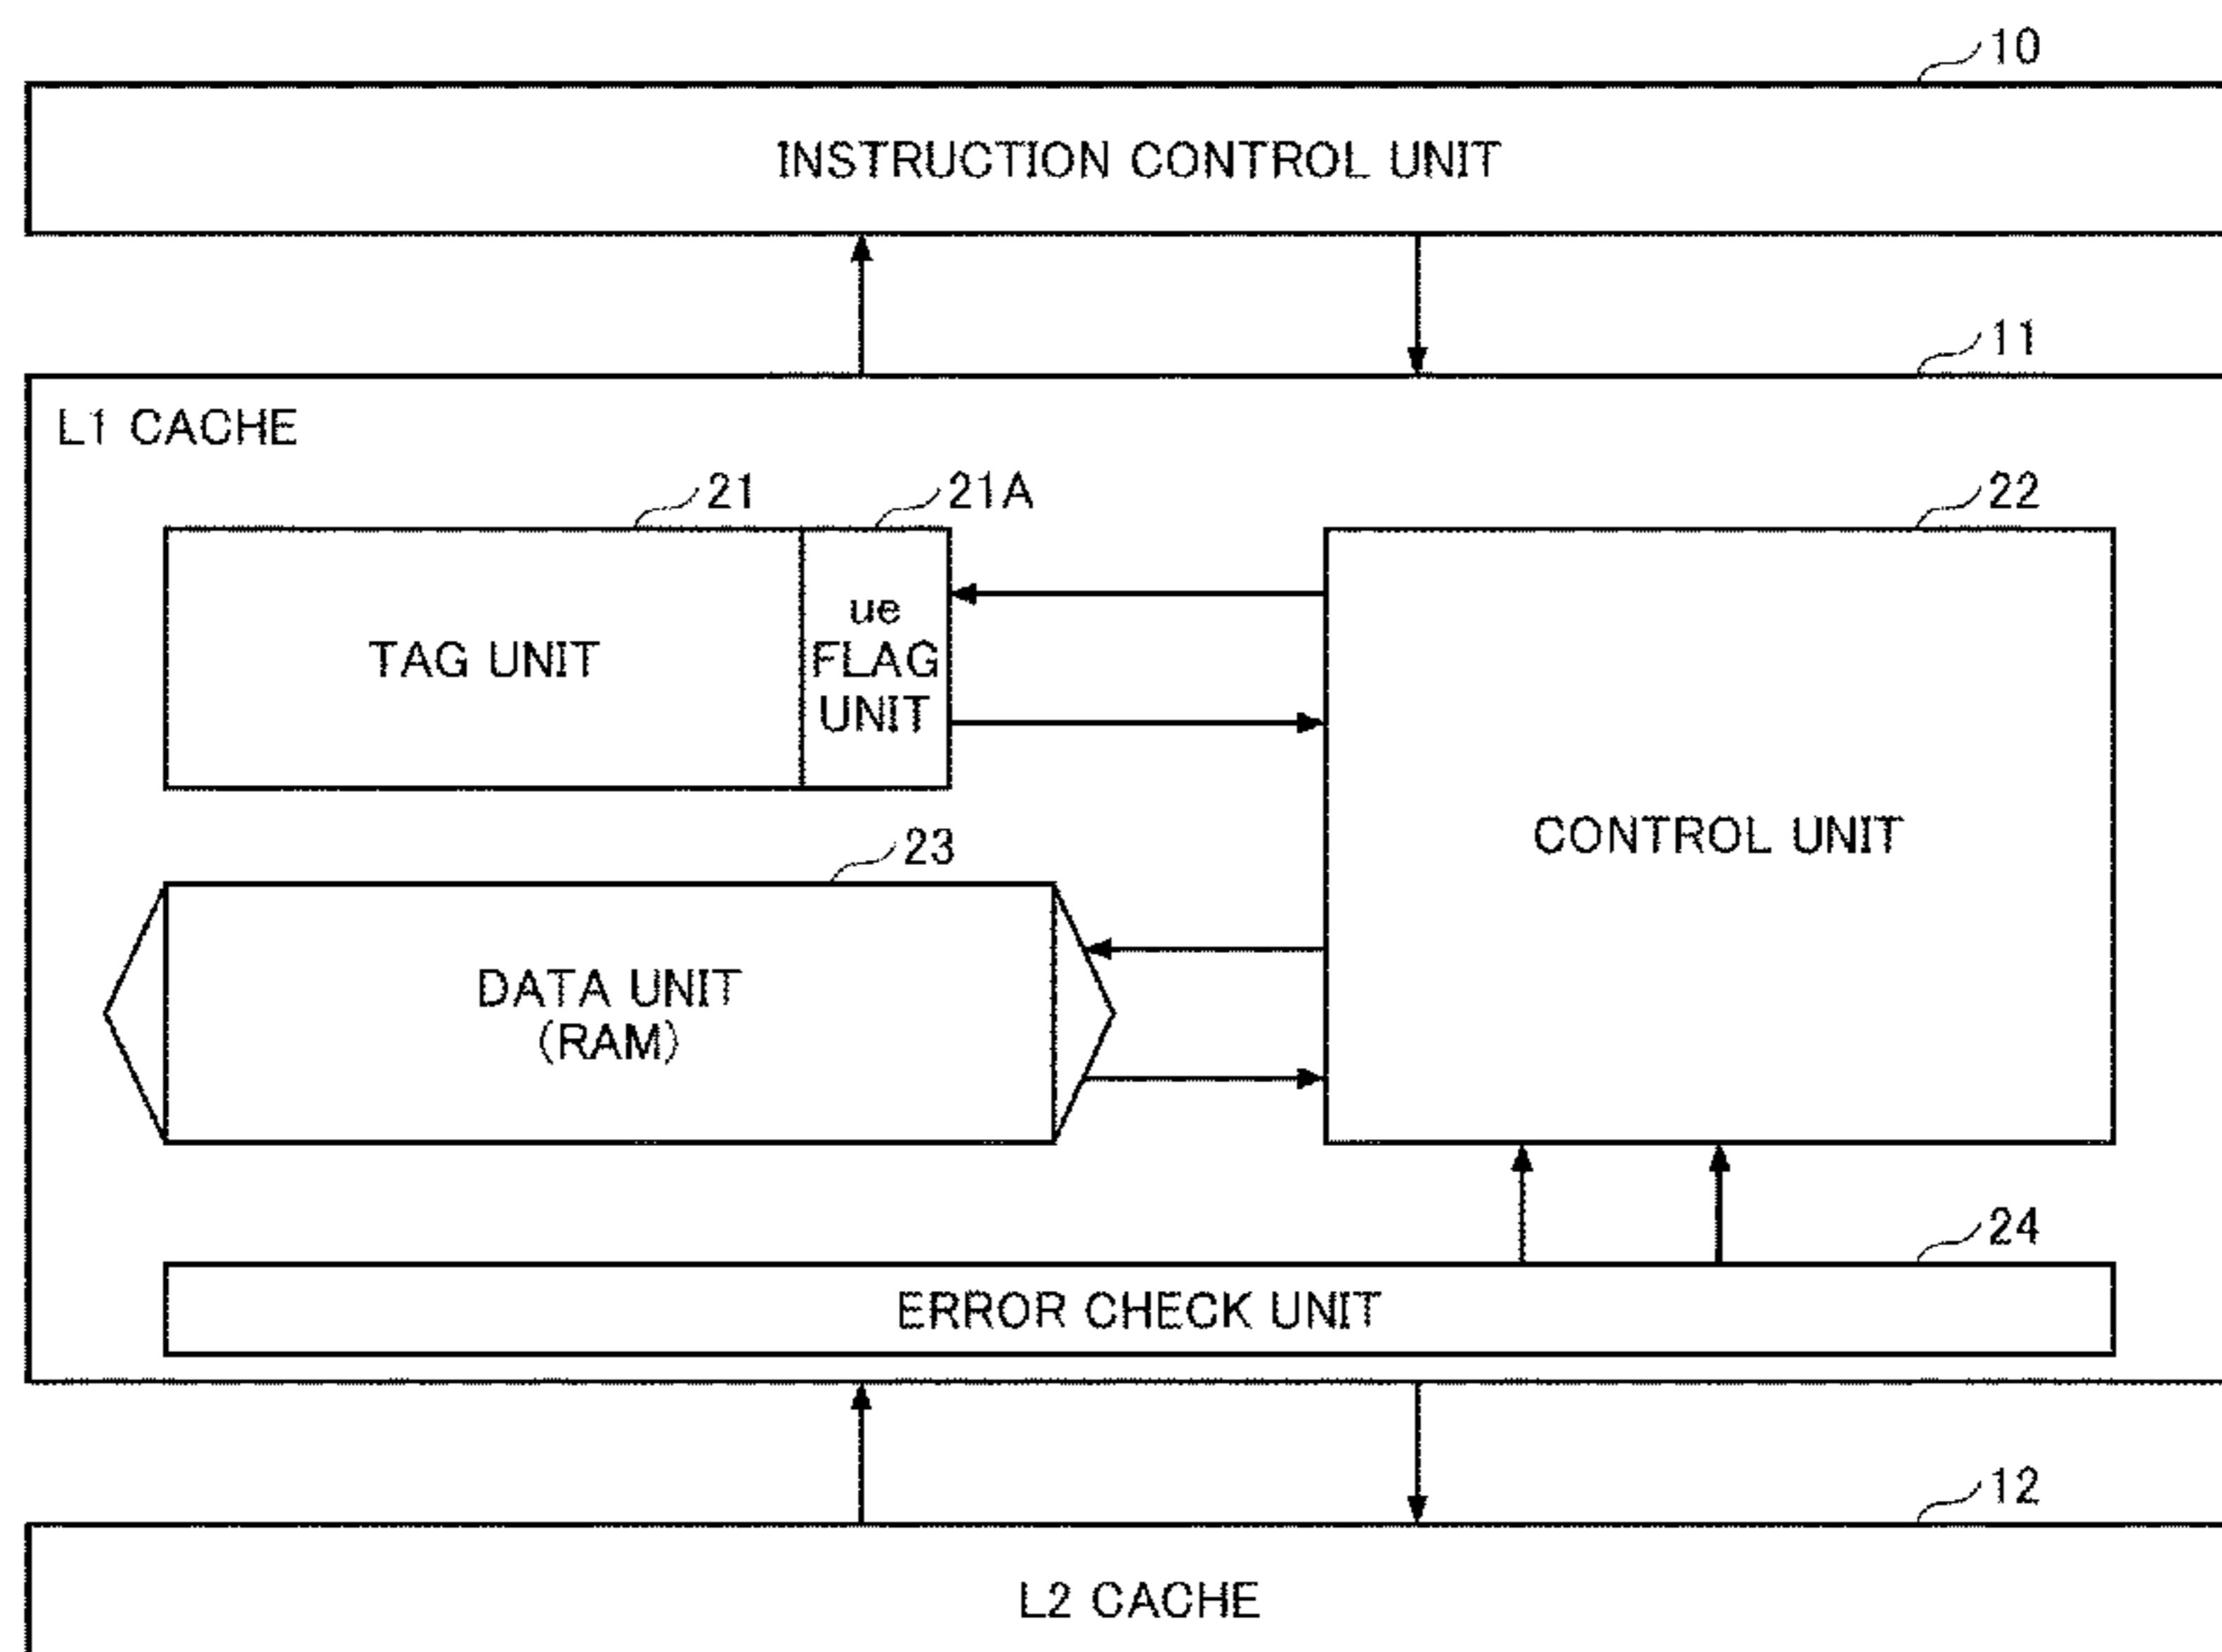 10
INSTRUCTION CONTROL UNIT
11
L1 CACHE
21
21A
22
TAG UNIT
ue
FLAG
UNIT
CONTROL UNIT
23
DATA UNIT
(RAM)
24
ERROR CHECK UNIT
12
L2 CACHE